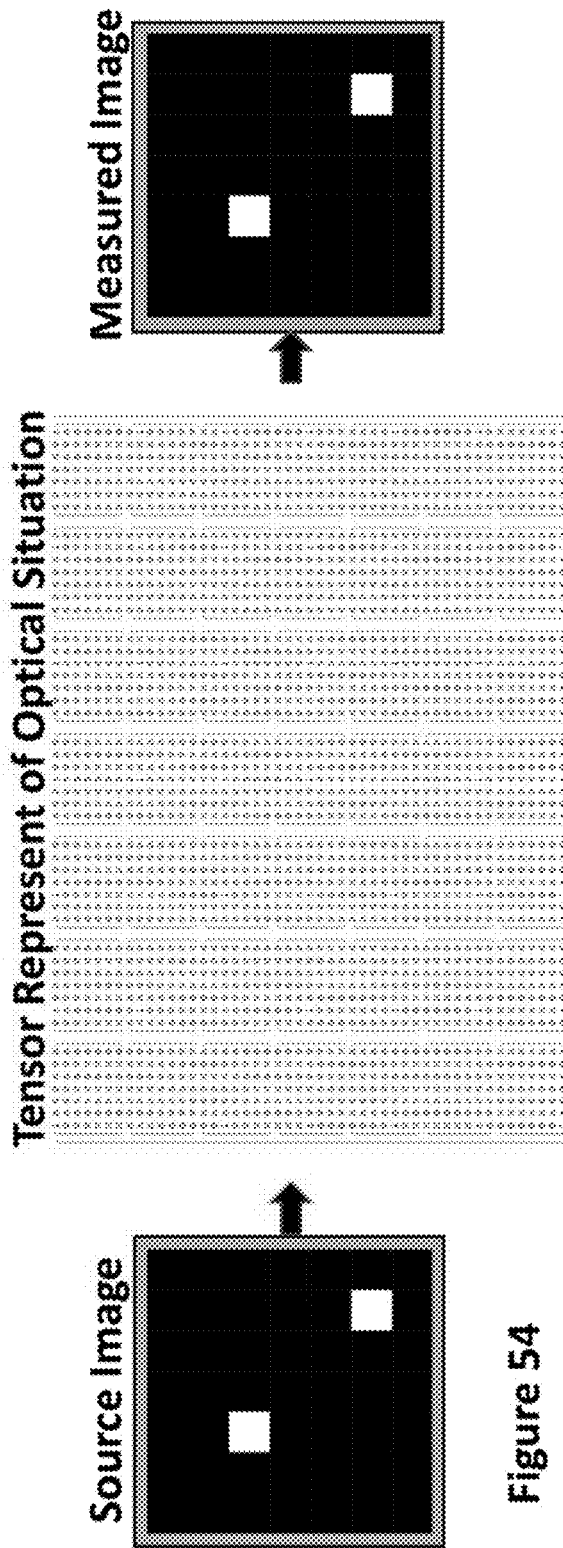 Source Image
Tensor Represent of Optical Situation
Measured Image
Figure 54